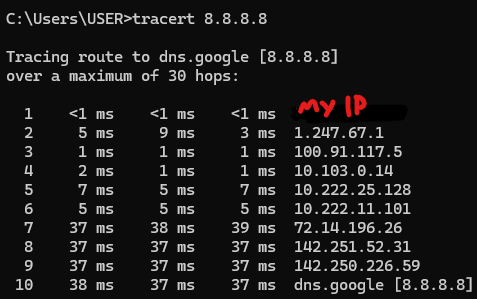 C:\Users\USER>tracert 8.8.8.8
Tracing route to dns.google [8.8.8.8]
over a maximum of 30 hops:
1 <1 ms <1 ms <1 ms MY IP
2 5 ms 9 ms 3 ms 1.247.67.1
3 1 ms 1 ms 1 ms 100.91.117.5
4 2 ms 1 ms 1 ms 10.103.0.14
5 7 ms 5 ms 7 ms 10.222.25.128
6 5 ms 5 ms 5 ms 10.222.11.101
7 37 ms 38 ms 39 ms 72.14.196.26
8 37 ms 37 ms 37 ms 142.251.52.31
9 37 ms 37 ms 37 ms 142.250.226.59
10 38 ms 37 ms 37 ms dns.google [8.8.8.8]